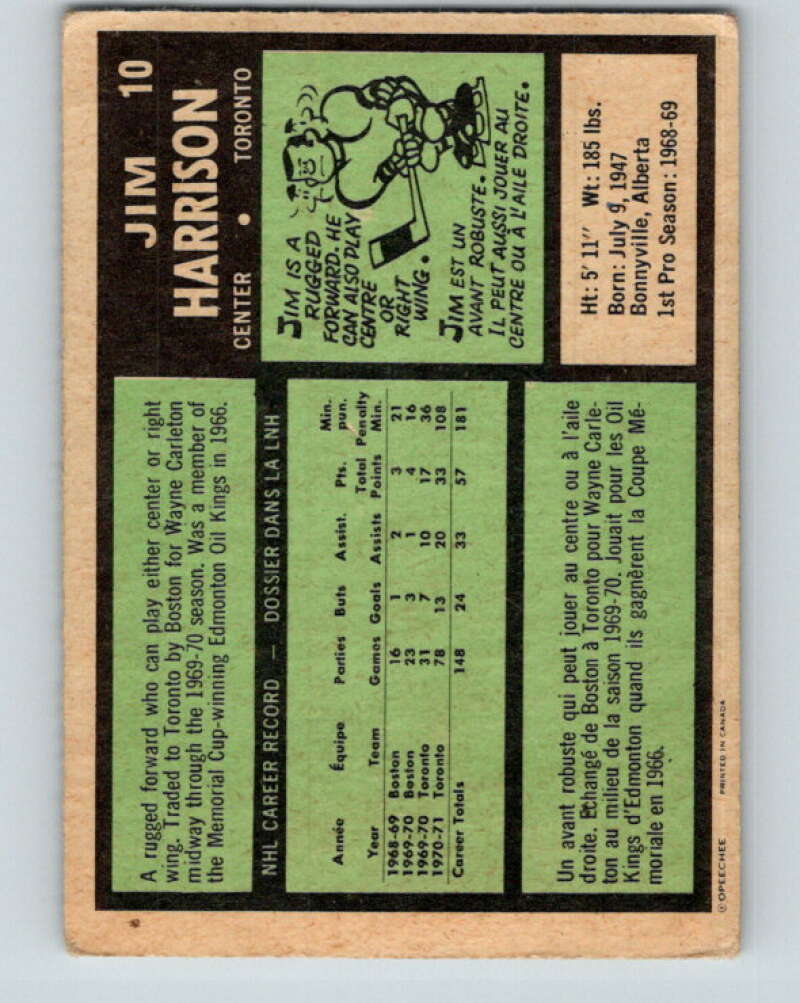 JIM 10
HARRISON
CENTER • TORONTO
A rugged forward who can play either center or right
wing. Traded to Toronto by Boston for Wayne Carleton
midway through the 1969-70 season. Was a member of
the Memorial Cup-winning Edmonton Oil Kings in 1966.
JIM IS A
RUGGED
FORWARD. HE
CAN ALSO PLAY
CENTRE
OR
RIGHT
WING.
JIM EST UN
AVANT ROBUSTE.
IL PEUT AUSSI JOUER AU
CENTRE OU À L'AILE DROITE.
NHL CAREER RECORD — DOSSIER DANS LA LNH
Année Équipe Parties Buts Assist. Pts. Min. pun.
Year Team Games Goals Assists Total Points Penalty Min.
1968-69 Boston 16 1 2 3 21
1969-70 Boston 23 3 1 4 16
1969-70 Toronto 31 7 10 17 36
1970-71 Toronto 78 13 20 33 108
Career Totals 148 24 33 57 181
Ht: 5' 11" Wt: 185 lbs.
Born: July 9, 1947
Bonnyville, Alberta
1st Pro Season: 1968-69
Un avant robuste qui peut jouer au centre ou à l'aile
droite. Echangé de Boston à Toronto pour Wayne Carle-
ton au milieu de la saison 1969-70. Jouait pour les Oil
Kings d'Edmonton quand ils gagnèrent la Coupe Mé-
moriale en 1966.
© OPEECHEE PRINTED IN CANADA